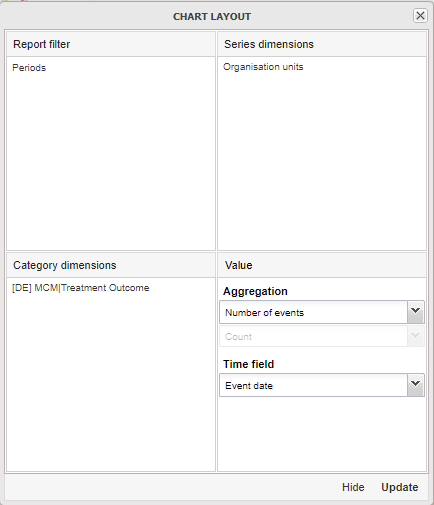 CHART LAYOUT
Report filter
Series dimensions
Periods
Organisation units
Category dimensions
Value
[DE] MCM|Treatment Outcome
Aggregation
Number of events
Count
Time field
Event date
Hide
Update